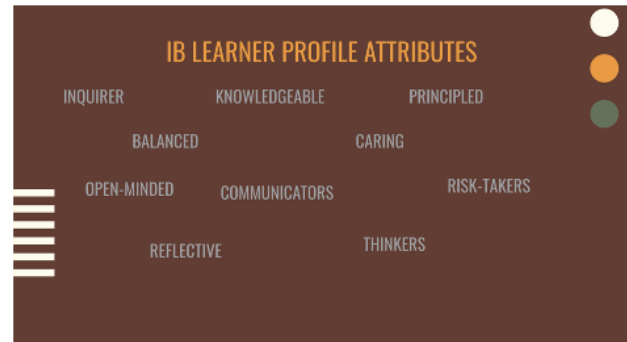 IB LEARNER PROFILE ATTRIBUTES
INQUIRER KNOWLEDGEABLE PRINCIPLED
BALANCED CARING
OPEN-MINDED COMMUNICATORS RISK-TAKERS
REFLECTIVE THINKERS